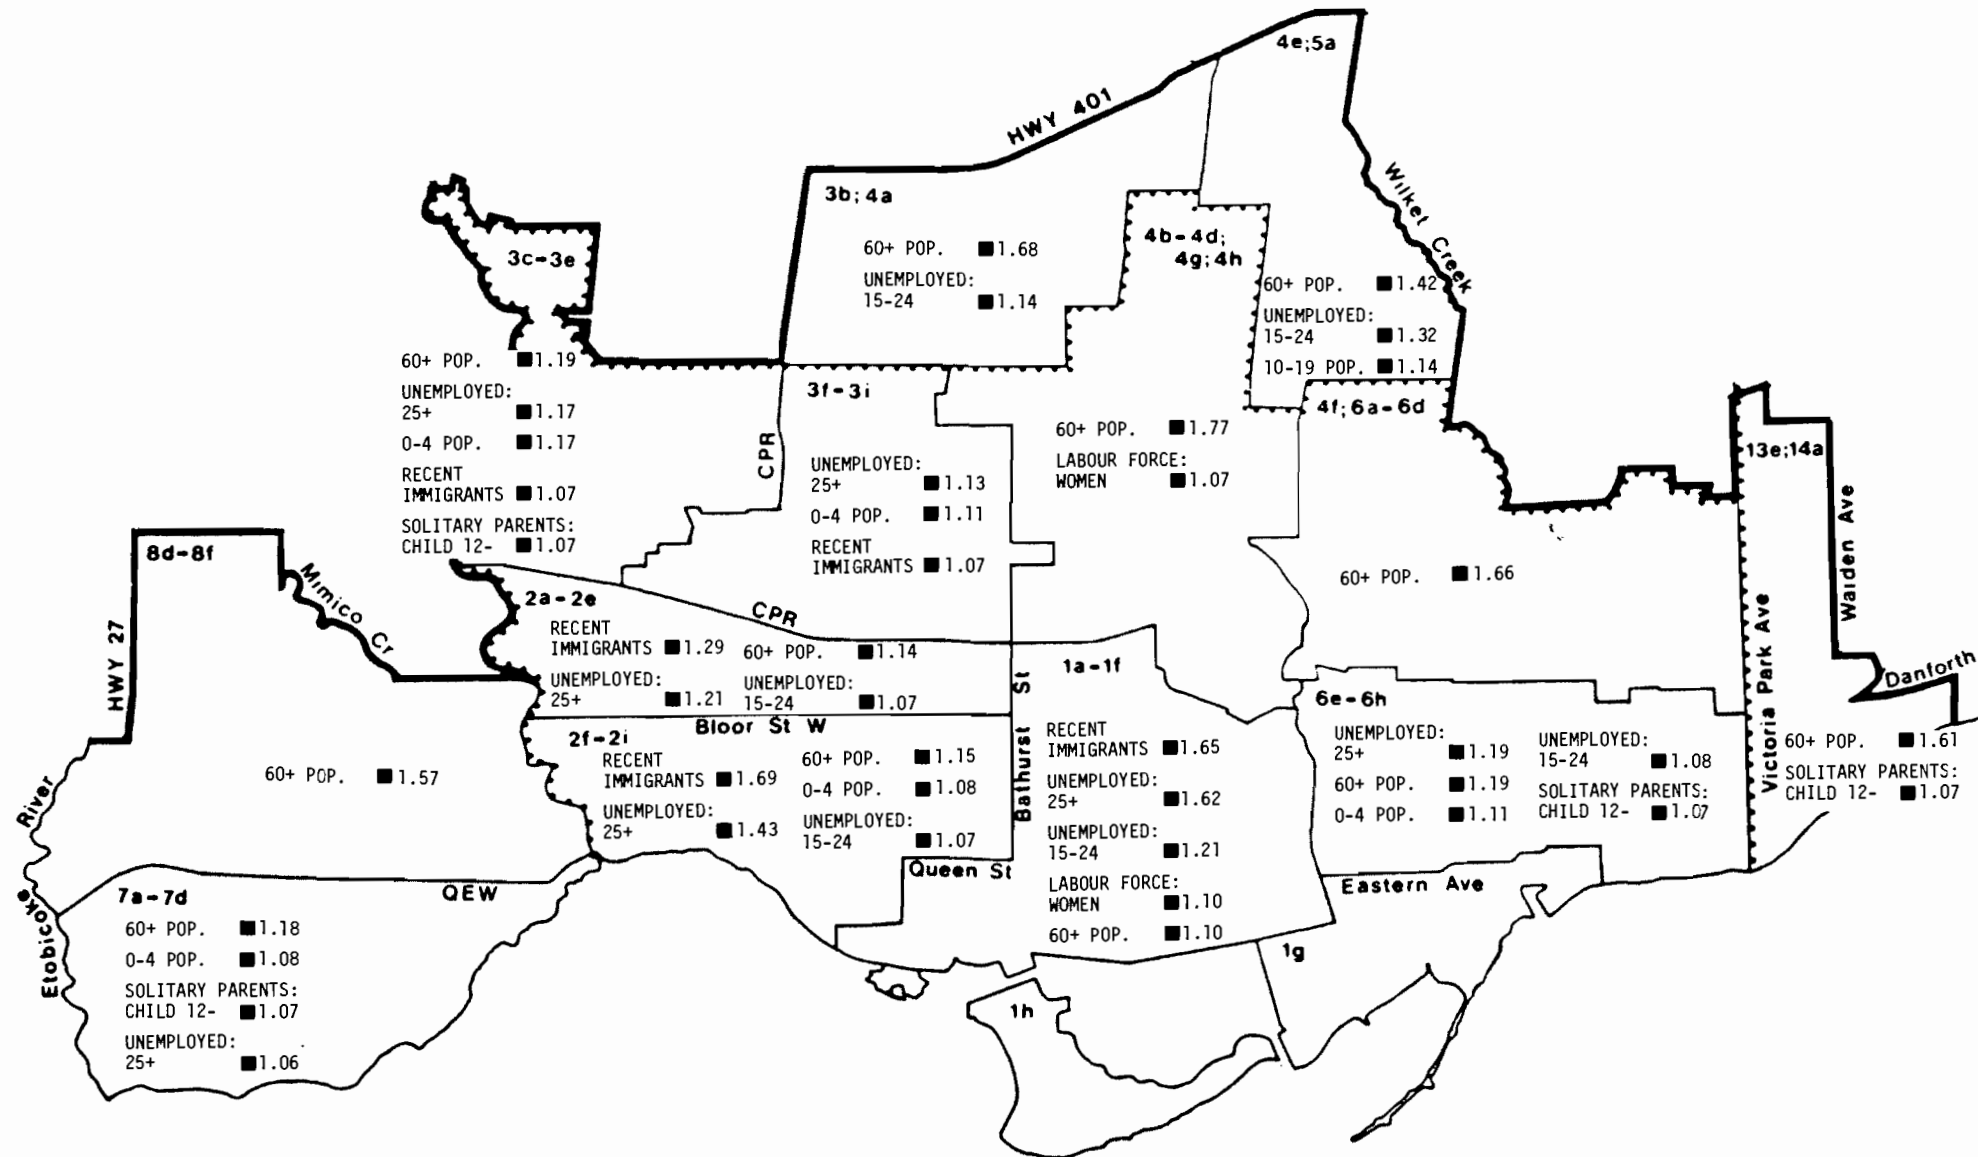 4e;5a
HWY 401
Wilket Creek
3b; 4a
60+ POP. ■1.68
UNEMPLOYED:
15-24 ■1.14
3c-3e
60+ POP. ■1.19
UNEMPLOYED:
25+ ■1.17
0-4 POP. ■1.17
RECENT
IMMIGRANTS ■1.07
SOLITARY PARENTS:
CHILD 12- ■1.07
4b-4d;
4g;4h
60+ POP. ■1.77
LABOUR FORCE:
WOMEN ■1.07
60+ POP. ■1.42
UNEMPLOYED:
15-24 ■1.32
10-19 POP. ■1.14
3f-3i
CPR
UNEMPLOYED:
25+ ■1.13
0-4 POP. ■1.11
RECENT
IMMIGRANTS ■1.07
4f;6a-6d
60+ POP. ■1.66
13e;14a
Victoria Park Ave
Danforth
60+ POP. ■1.61
SOLITARY PARENTS:
CHILD 12- ■1.07
8d-8f
HWY 27
Mimico Cr
60+ POP. ■1.57
2a-2e
CPR
RECENT
IMMIGRANTS ■1.29
UNEMPLOYED:
25+ ■1.21
60+ POP. ■1.14
UNEMPLOYED:
15-24 ■1.07
Bloor St W
2f-2i
RECENT
IMMIGRANTS ■1.69
UNEMPLOYED:
25+ ■1.43
60+ POP. ■1.15
0-4 POP. ■1.08
UNEMPLOYED:
15-24 ■1.07
Bathurst St
Queen St
1a-1f
RECENT
IMMIGRANTS ■1.65
UNEMPLOYED:
25+ ■1.62
UNEMPLOYED:
15-24 ■1.21
LABOUR FORCE:
WOMEN ■1.10
60+ POP. ■1.10
6e-6h
UNEMPLOYED:
25+ ■1.19
60+ POP. ■1.19
0-4 POP. ■1.11
UNEMPLOYED:
15-24 ■1.08
SOLITARY PARENTS:
CHILD 12- ■1.07
Eastern Ave
Etobicoke River
QEW
7a-7d
60+ POP. ■1.18
0-4 POP. ■1.08
SOLITARY PARENTS:
CHILD 12- ■1.07
UNEMPLOYED:
25+ ■1.06
1g
1h